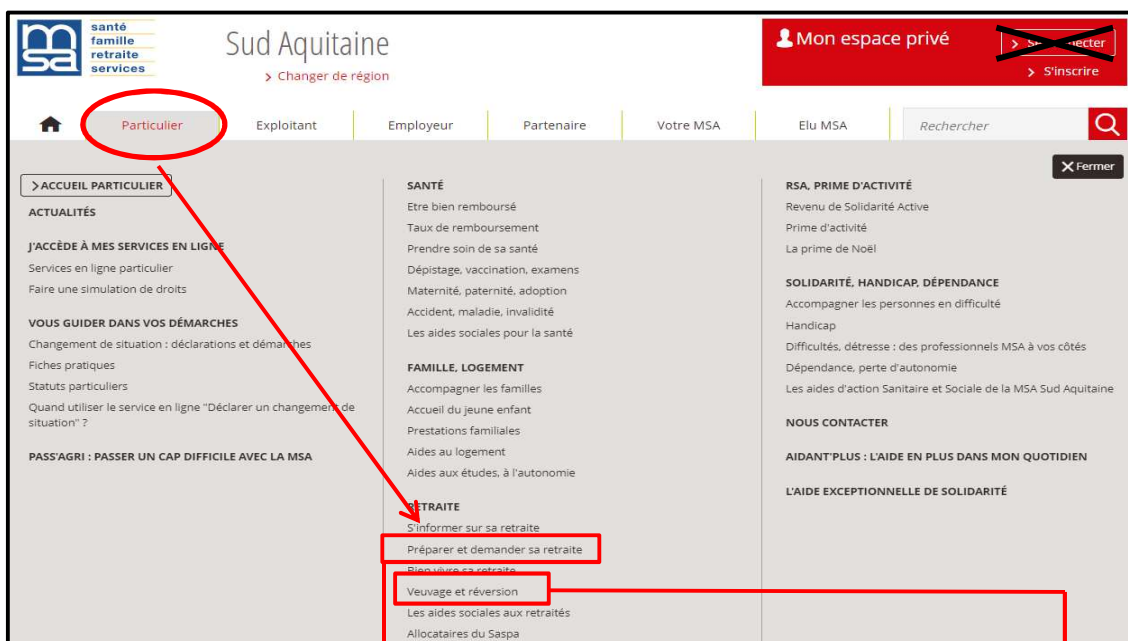 msa
santé
famille
retraite
services
Sud Aquitaine
> Changer de région
Mon espace privé
> Se connecter
> S'inscrire
Particulier
Exploitant
Employeur
Partenaire
Votre MSA
Elu MSA
Rechercher
X Fermer
> ACCUEIL PARTICULIER
ACTUALITÉS
J'ACCÈDE À MES SERVICES EN LIGNE
Services en ligne particulier
Faire une simulation de droits
VOUS GUIDER DANS VOS DÉMARCHES
Changement de situation : déclarations et démarches
Fiches pratiques
Statuts particuliers
Quand utiliser le service en ligne "Déclarer un changement de
situation" ?
PASS'AGRI : PASSER UN CAP DIFFICILE AVEC LA MSA
SANTÉ
Etre bien remboursé
Taux de remboursement
Prendre soin de sa santé
Dépistage, vaccination, examens
Maternité, paternité, adoption
Accident, maladie, invalidité
Les aides sociales pour la santé
FAMILLE, LOGEMENT
Accompagner les familles
Accueil du jeune enfant
Prestations familiales
Aides au logement
Aides aux études, à l'autonomie
RETRAITE
S'informer sur sa retraite
Préparer et demander sa retraite
Bien vivre sa retraite
Veuvage et réversion
Les aides sociales aux retraités
Allocataires du Saspa
RSA, PRIME D'ACTIVITÉ
Revenu de Solidarité Active
Prime d'activité
La prime de Noël
SOLIDARITÉ, HANDICAP, DÉPENDANCE
Accompagner les personnes en difficulté
Handicap
Difficultés, détresse : des professionnels MSA à vos côtés
Dépendance, perte d'autonomie
Les aides d'action Sanitaire et Sociale de la MSA Sud Aquitaine
NOUS CONTACTER
AIDANT'PLUS : L'AIDE EN PLUS DANS MON QUOTIDIEN
L'AIDE EXCEPTIONNELLE DE SOLIDARITÉ